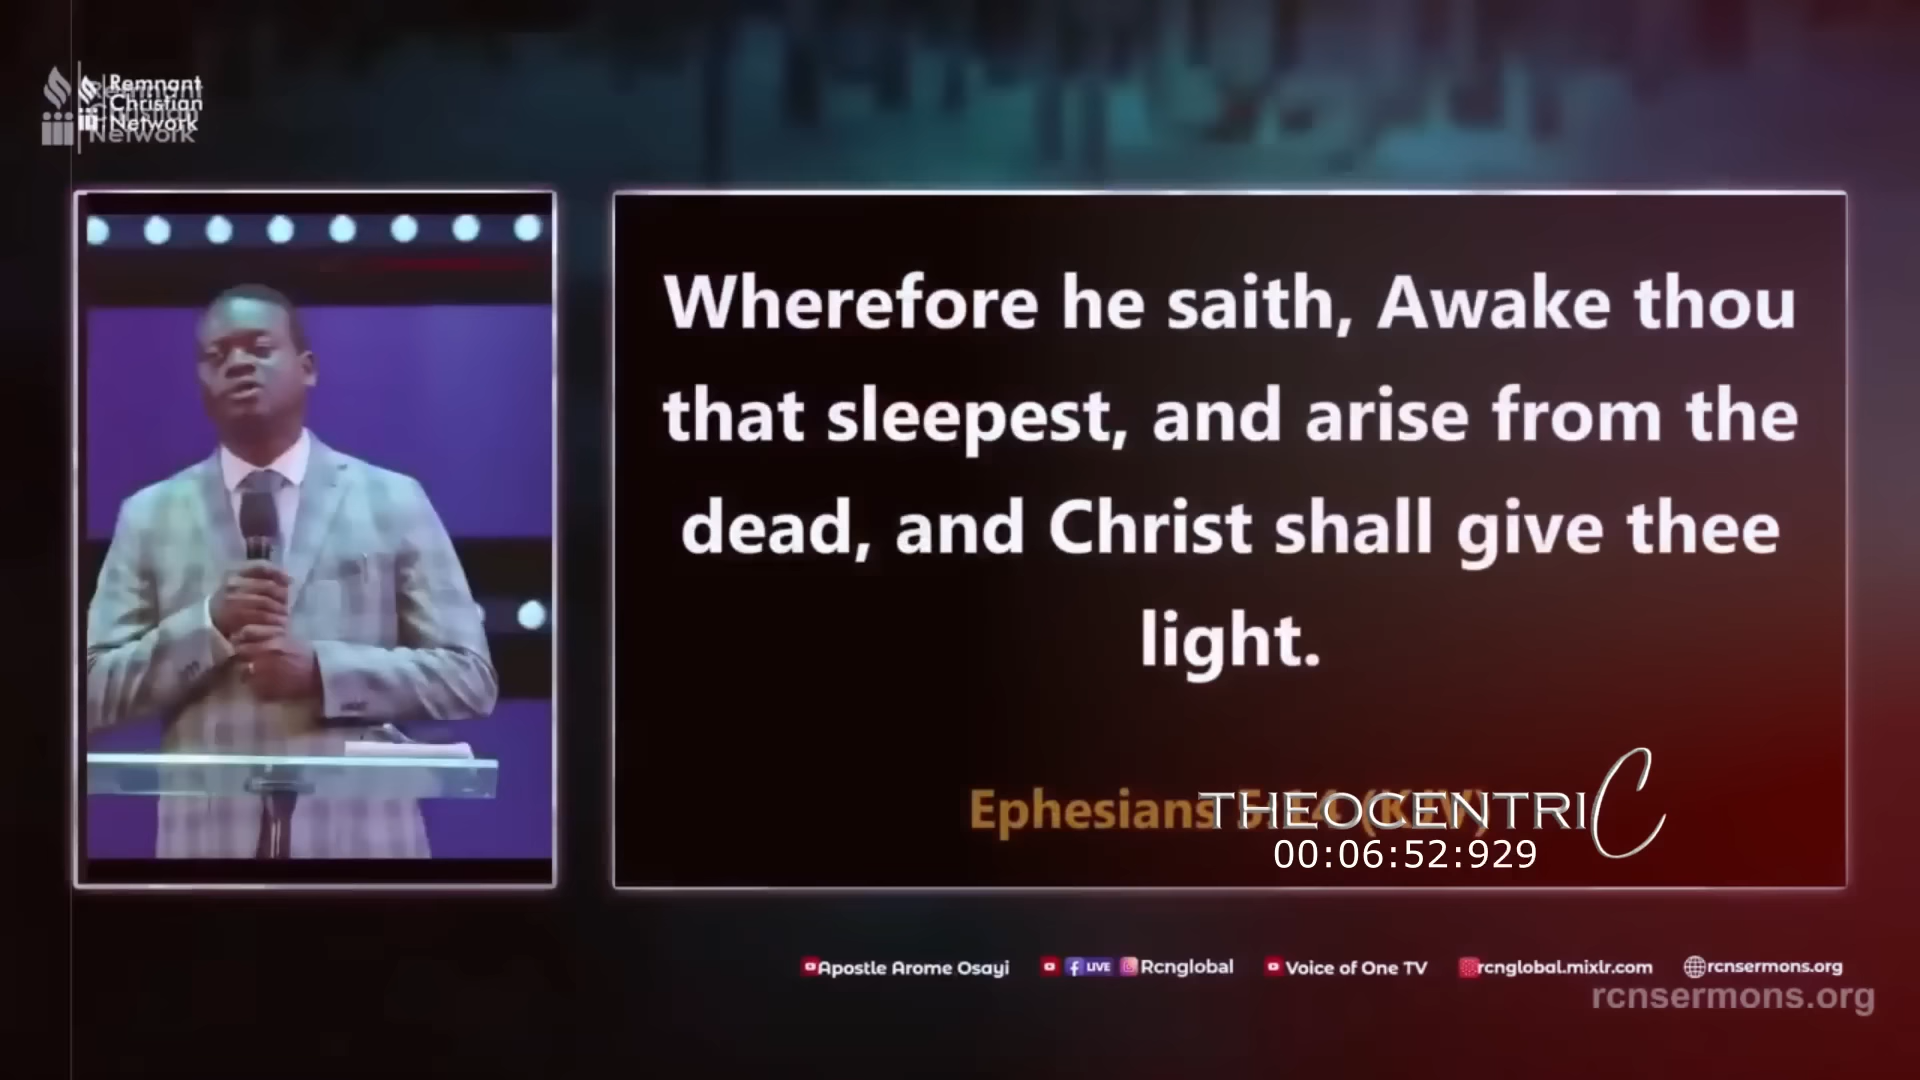 Remnant
Christian
Network
Wherefore he saith, Awake thou
that sleepest, and arise from the
dead, and Christ shall give thee
light.
Ephesians
THEOCENTRIC
00:06:52:929
Apostle Arome Osayi LIVE Rcnglobal Voice of One TV rcnglobal.mixlr.com rcnsermons.org
rcnsermons.org